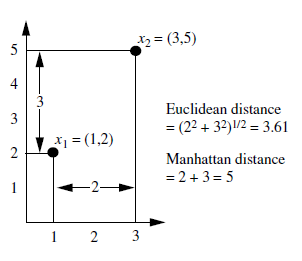 x₂ = (3,5)
5
4
3
3
x₁ = (1,2)
2
1
2
1 2 3
Euclidean distance
= (2² + 3²)¹/² = 3.61
Manhattan distance
= 2 + 3 = 5